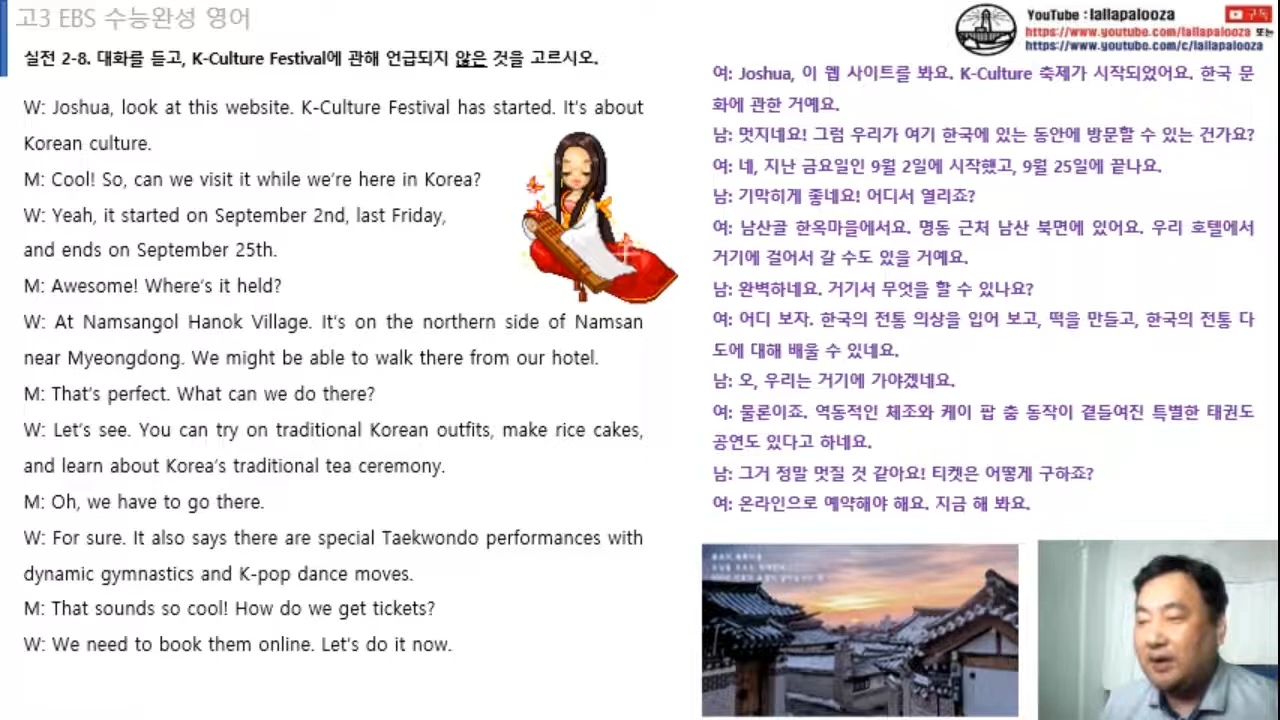 고3 EBS 수능완성 영어
YouTube : lallapalooza
구독
https://www.youtube.com/lallapalooza 또는
https://www.youtube.com/c/lallapalooza
실전 2-8. 대화를 듣고, K-Culture Festival에 관해 언급되지 않은 것을 고르시오.
W: Joshua, look at this website. K-Culture Festival has started. It's about
Korean culture.
M: Cool! So, can we visit it while we're here in Korea?
W: Yeah, it started on September 2nd, last Friday,
and ends on September 25th.
M: Awesome! Where's it held?
W: At Namsangol Hanok Village. It's on the northern side of Namsan
near Myeongdong. We might be able to walk there from our hotel.
M: That's perfect. What can we do there?
W: Let's see. You can try on traditional Korean outfits, make rice cakes,
and learn about Korea's traditional tea ceremony.
M: Oh, we have to go there.
W: For sure. It also says there are special Taekwondo performances with
dynamic gymnastics and K-pop dance moves.
M: That sounds so cool! How do we get tickets?
W: We need to book them online. Let's do it now.
여: Joshua, 이 웹 사이트를 봐요. K-Culture 축제가 시작되었어요. 한국 문
화에 관한 거예요.
남: 멋지네요! 그럼 우리가 여기 한국에 있는 동안에 방문할 수 있는 건가요?
여: 네, 지난 금요일인 9월 2일에 시작했고, 9월 25일에 끝나요.
남: 기막히게 좋네요! 어디서 열리죠?
여: 남산골 한옥마을에서요. 명동 근처 남산 북면에 있어요. 우리 호텔에서
거기에 걸어서 갈 수도 있을 거예요.
남: 완벽하네요. 거기서 무엇을 할 수 있나요?
여: 어디 보자. 한국의 전통 의상을 입어 보고, 떡을 만들고, 한국의 전통 다
도에 대해 배울 수 있네요.
남: 오, 우리는 거기에 가야겠네요.
여: 물론이죠. 역동적인 체조와 케이 팝 춤 동작이 곁들여진 특별한 태권도
공연도 있다고 하네요.
남: 그거 정말 멋질 것 같아요! 티켓은 어떻게 구하죠?
여: 온라인으로 예약해야 해요. 지금 해 봐요.